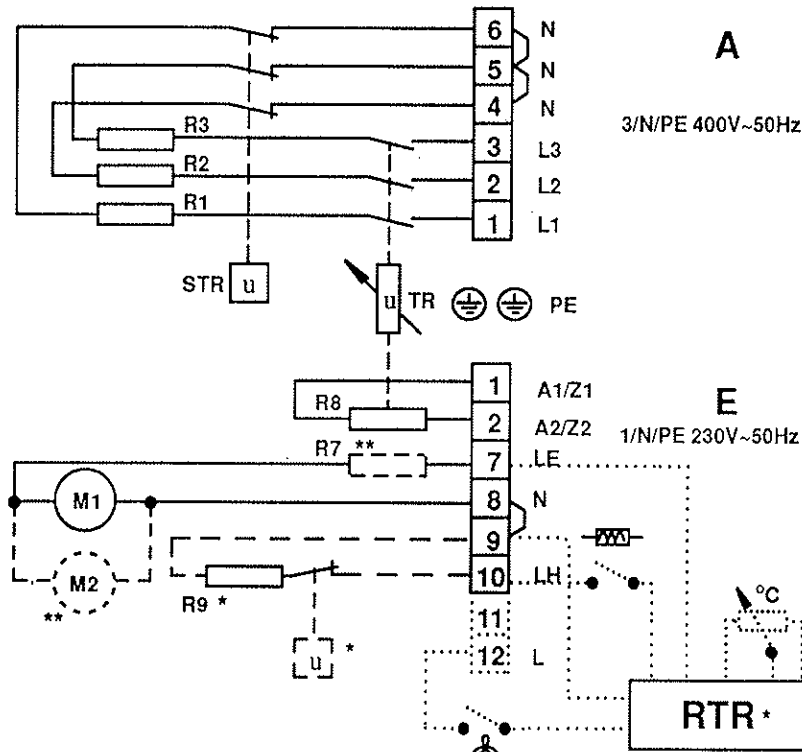 6 N
A
5 N
4 N
3/N/PE 400V~50Hz
R3
3 L3
R2
2 L2
R1
1 L1
STR u
u TR
PE
1 A1/Z1
R8
2 A2/Z2
E
1/N/PE 230V~50Hz
R7 **
7 LE
M1
8 N
9
M2
**
R9 *
10 LH
°C
u *
11
12 L
RTR *